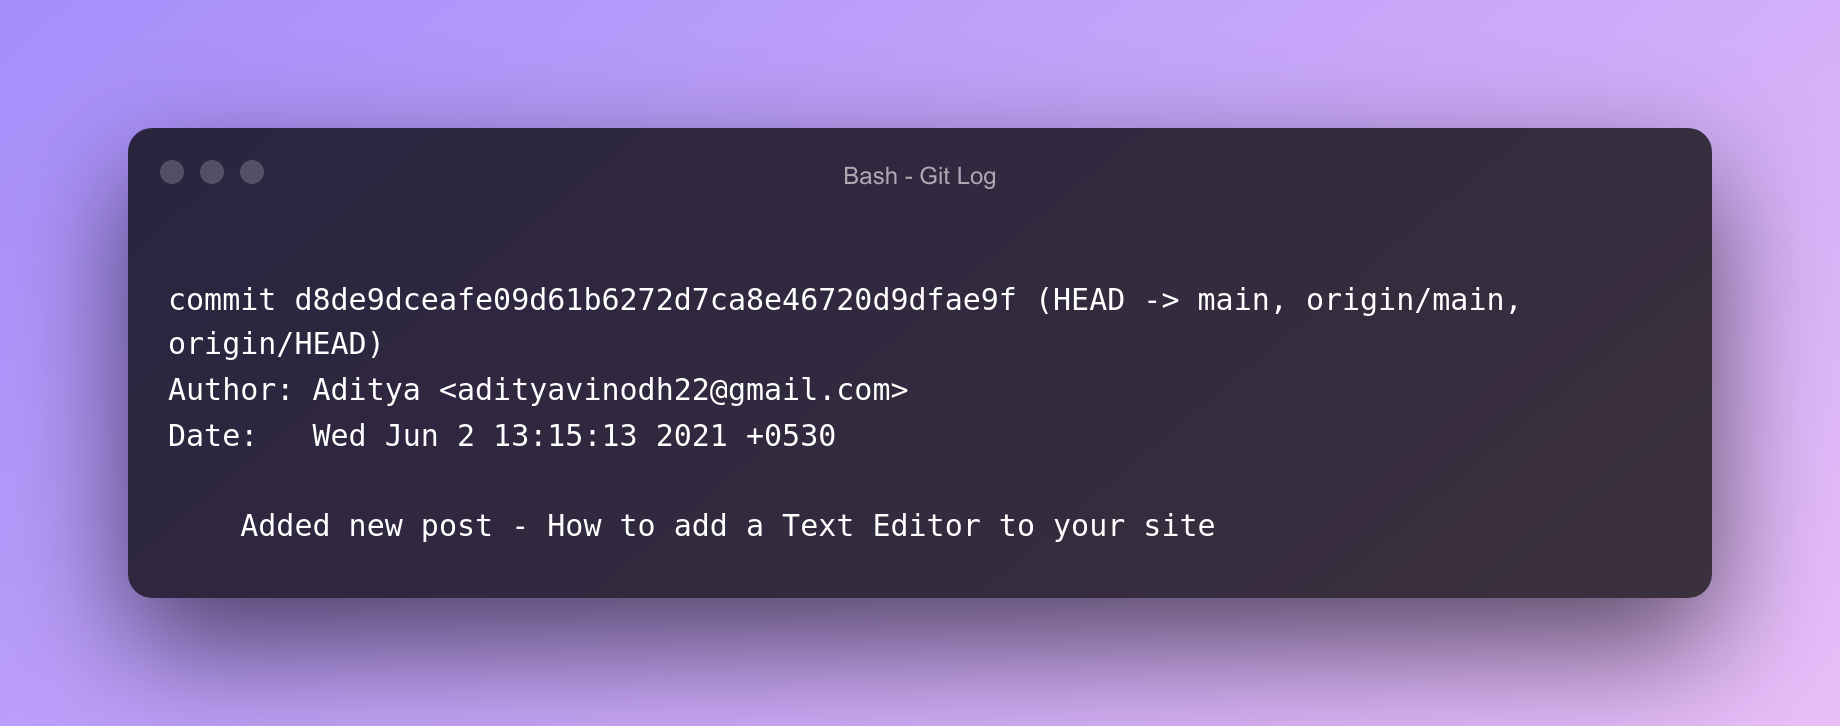 Bash - Git Log
commit d8de9dceafe09d61b6272d7ca8e46720d9dfae9f (HEAD -> main, origin/main,
origin/HEAD)
Author: Aditya <adityavinodh22@gmail.com>
Date:   Wed Jun 2 13:15:13 2021 +0530
    Added new post - How to add a Text Editor to your site